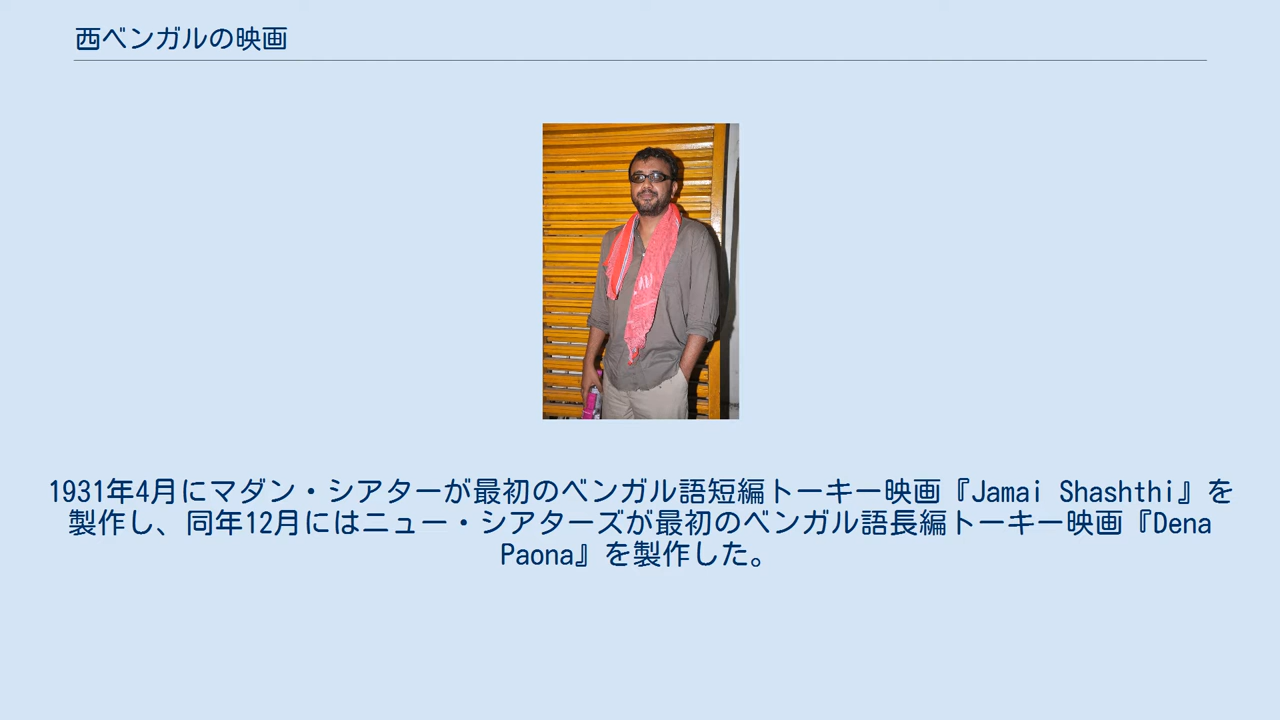 西ベンガルの映画
1931年4月にマダン・シアターが最初のベンガル語短編トーキー映画『Jamai Shashthi』を
製作し、同年12月にはニュー・シアターズが最初のベンガル語長編トーキー映画『Dena
Paona』を製作した。